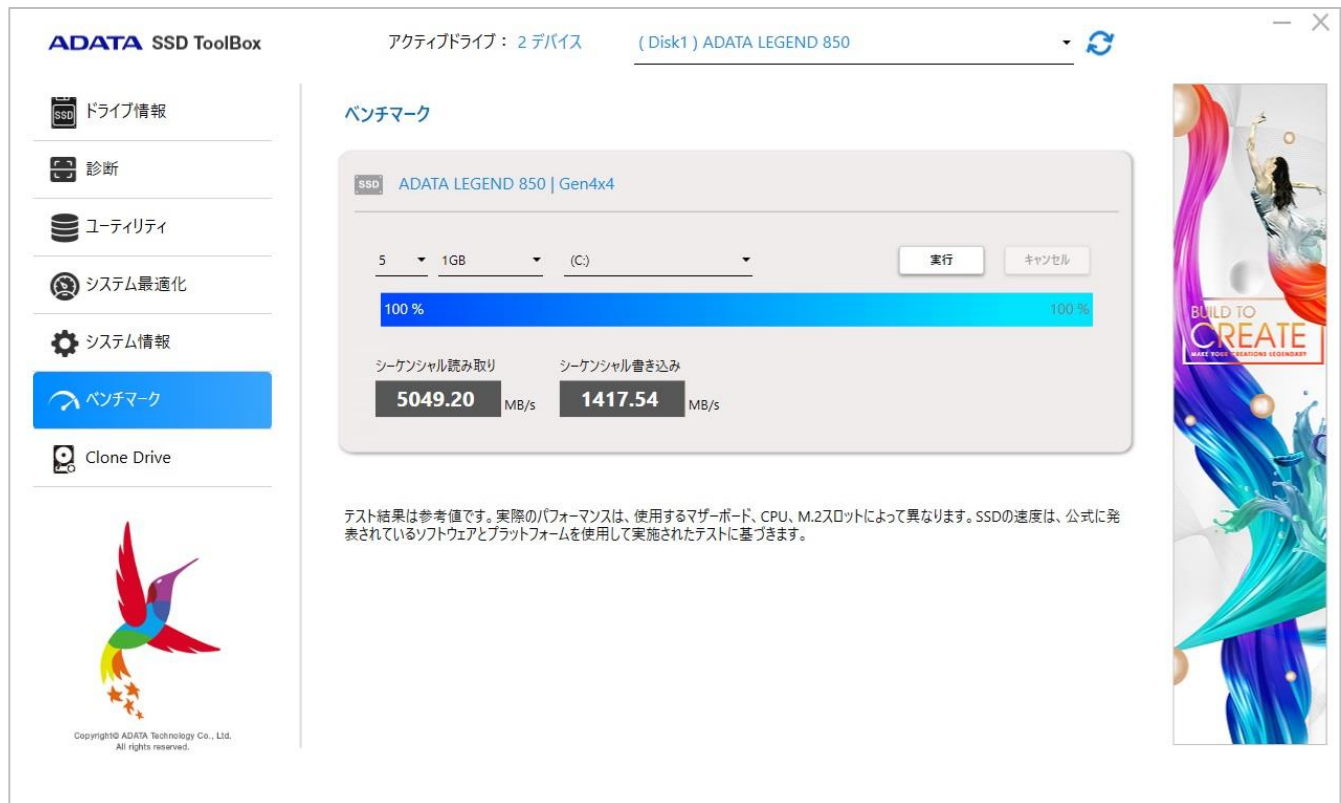 ADATA SSD ToolBox
アクティブドライブ： 2 デバイス
( Disk1 ) ADATA LEGEND 850
SSD ドライブ情報
診断
ユーティリティ
システム最適化
システム情報
ベンチマーク
Clone Drive
Copyright© ADATA Technology Co., Ltd.
All rights reserved.
ベンチマーク
SSD ADATA LEGEND 850 | Gen4x4
5 1GB (C:) 実行 キャンセル
100 % 100 %
シーケンシャル読み取り シーケンシャル書き込み
5049.20 MB/s 1417.54 MB/s
テスト結果は参考値です。実際のパフォーマンスは、使用するマザーボード、CPU、M.2スロットによって異なります。SSDの速度は、公式に発
表されているソフトウェアとプラットフォームを使用して実施されたテストに基づきます。
BUILD TO
CREATE
MAKE YOUR CREATIONS LEGENDARY